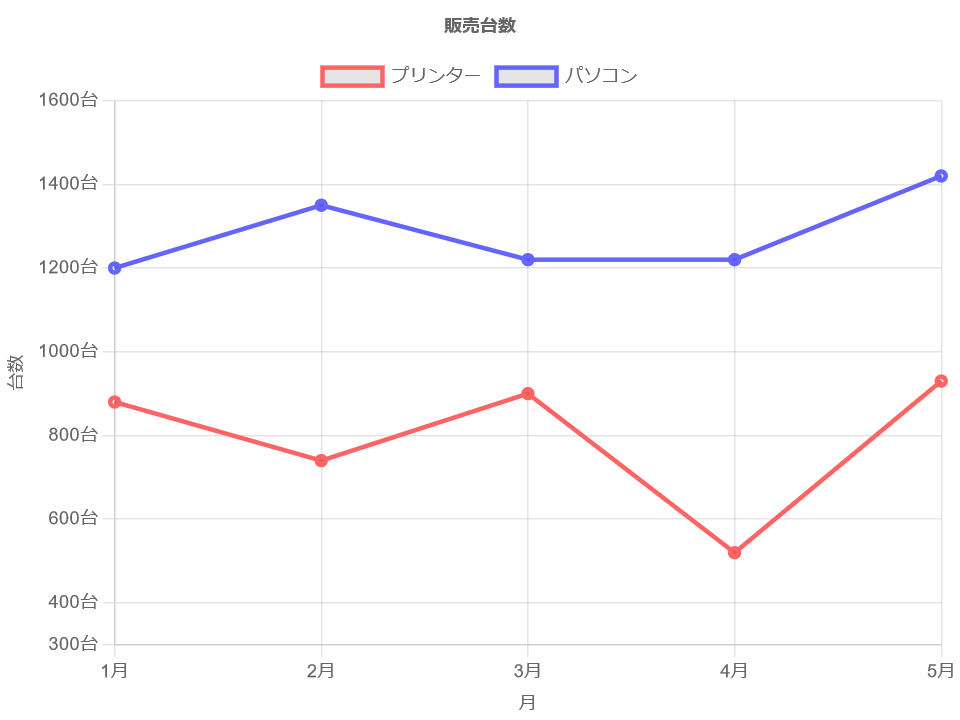 販売台数
プリンター パソコン
1600台
1400台
1200台
1000台
800台
600台
400台
300台
台数
1月 2月 3月 4月 5月
月